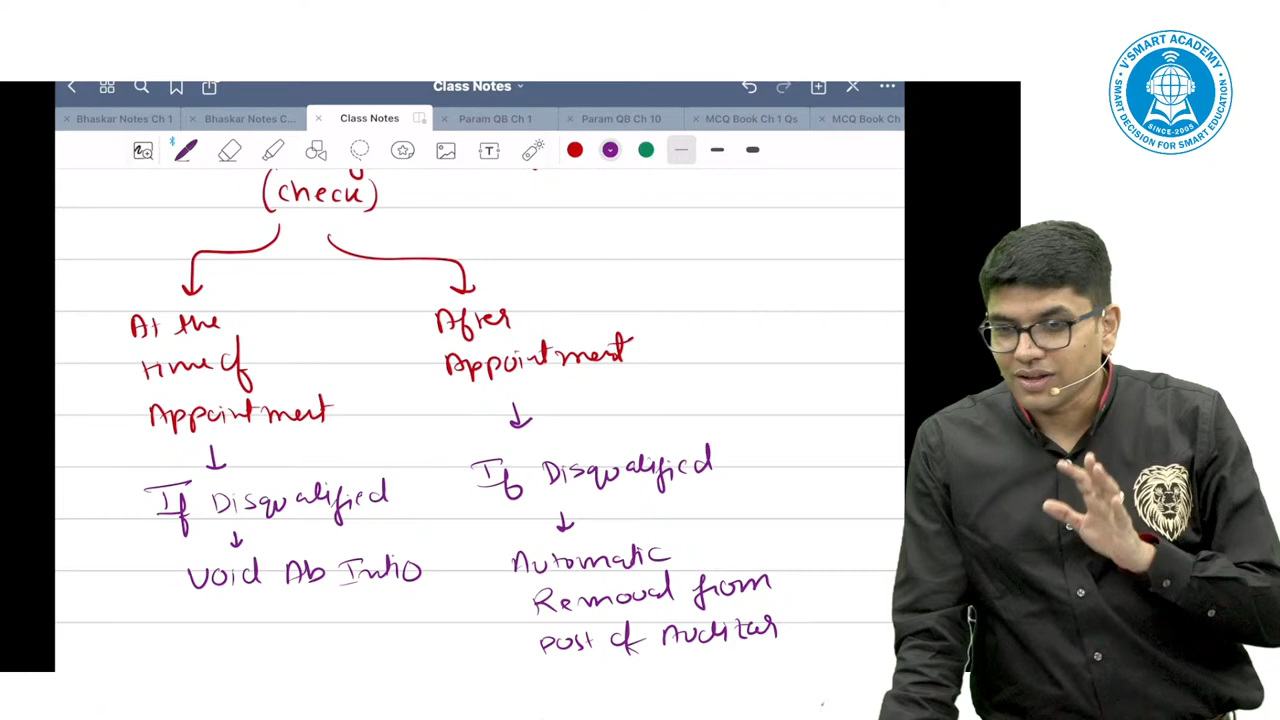 Class Notes
Bhaskar Notes Ch 1
Bhaskar Notes C...
Class Notes
Param QB Ch 1
Param QB Ch 10
MCQ Book Ch 1 Qs
MCQ Book Ch
V'SMART ACADEMY
SINCE-2005
SMART DECISION FOR SMART EDUCATION
(check)
At the
time of
Appointment
If Disqualified
Void Ab Initio
After
Appointment
If Disqualified
Automatic
Removal from
post of Auditor